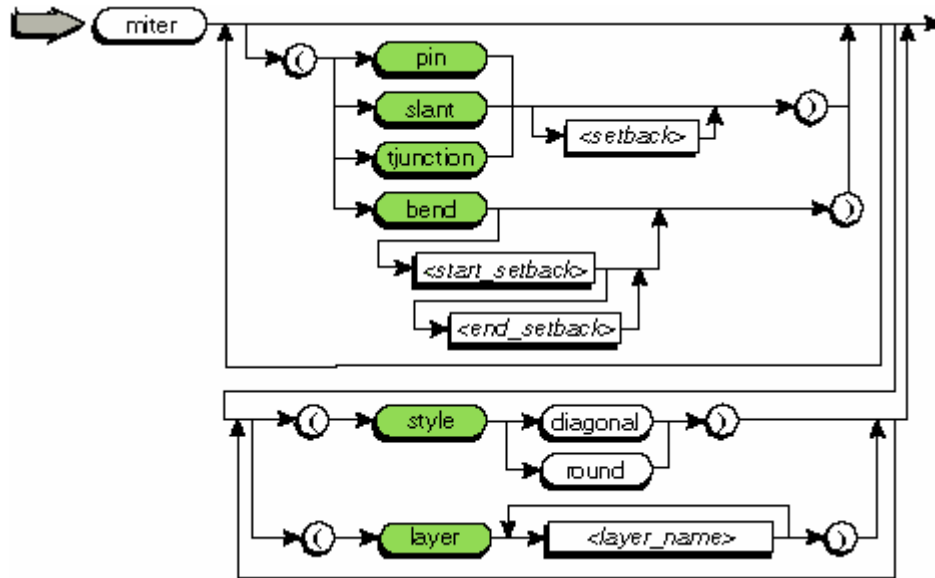 miter
(
pin
slant
<setback>
)
tjunction
bend
)
<start_setback>
<end_setback>
(
style
diagonal
)
round
(
layer
<layer_name>
)